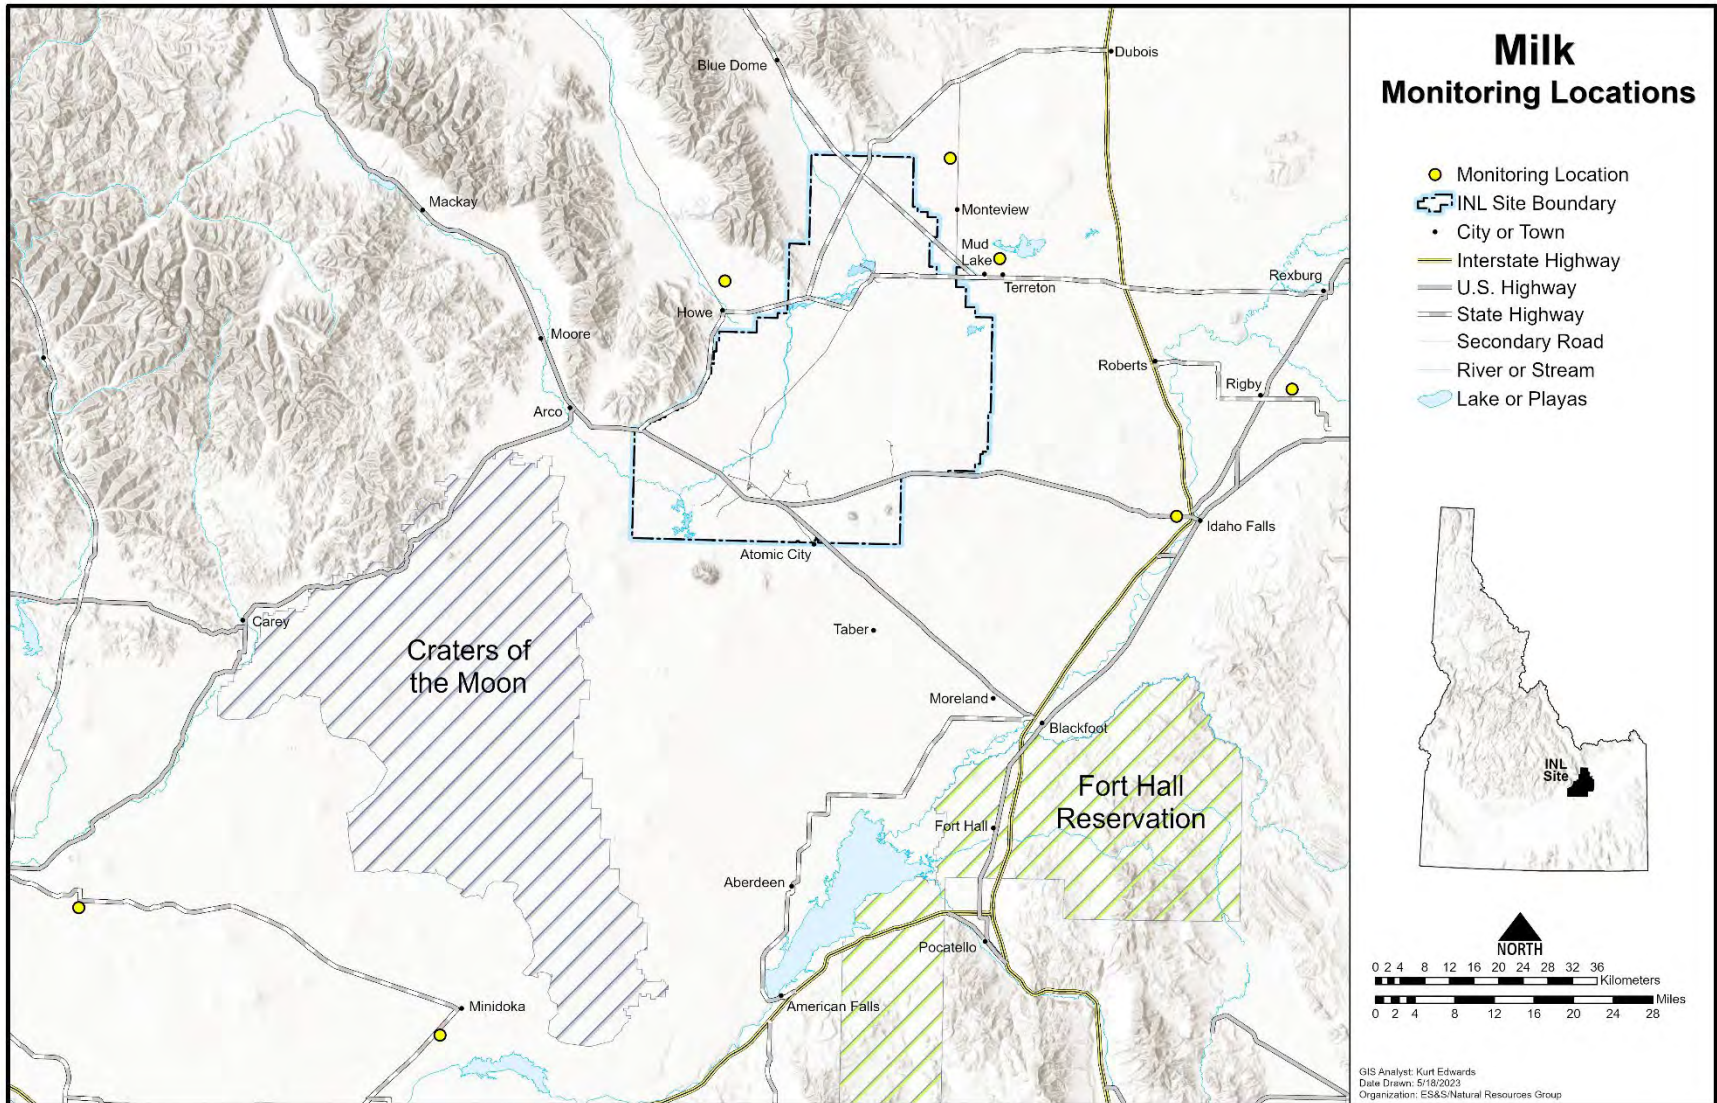 Milk
Monitoring Locations
Monitoring Location
INL Site Boundary
City or Town
Interstate Highway
U.S. Highway
State Highway
Secondary Road
River or Stream
Lake or Playas
INL
Site
NORTH
0 2 4 8 12 16 20 24 28 32 36
Kilometers
Miles
0 2 4 8 12 16 20 24 28
GIS Analyst: Kurt Edwards
Date Drawn: 5/18/2023
Organization: ES&S/Natural Resources Group
Dubois
Blue Dome
Mackay
Monteview
Mud
Lake
Terreton
Rexburg
Howe
Moore
Roberts
Rigby
Arco
Idaho Falls
Atomic City
Carey
Taber
Craters of
the Moon
Moreland
Blackfoot
Fort Hall
Reservation
Fort Hall
Aberdeen
Pocatello
American Falls
Minidoka